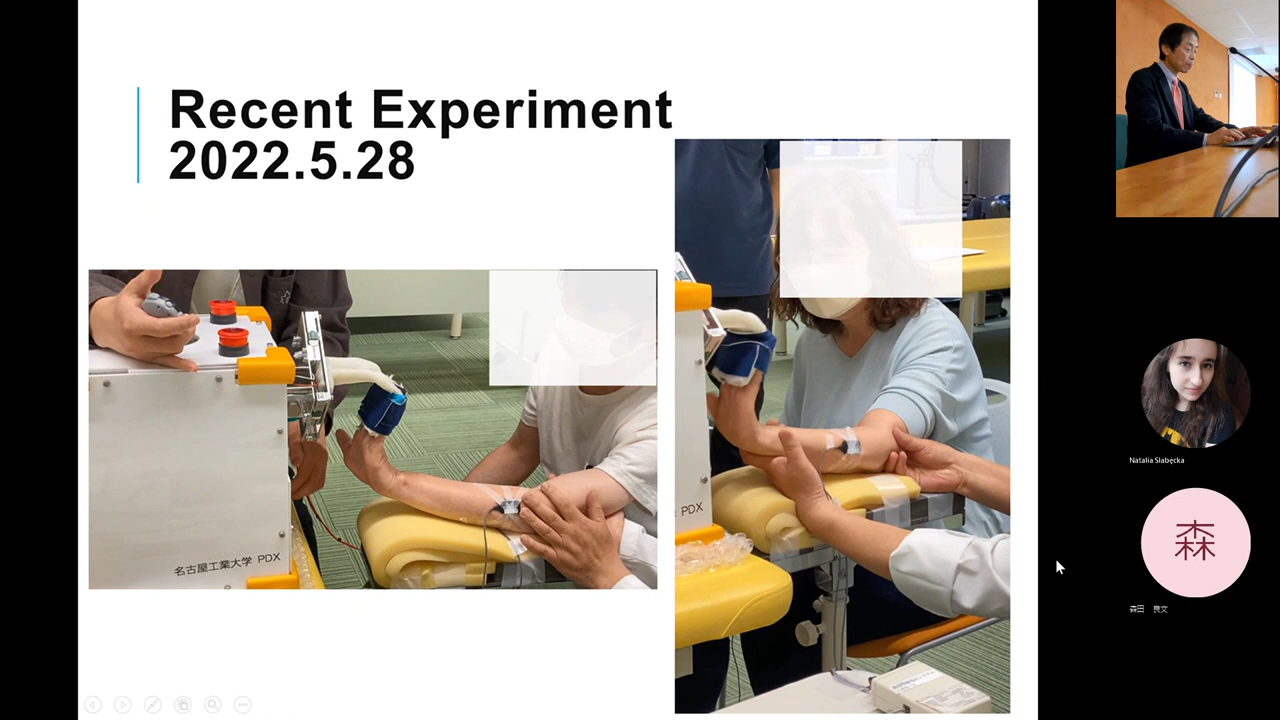 Recent Experiment
2022.5.28
名古屋工業大学 PDX
PDX
Natalia Słabęcka
森
森田 良文